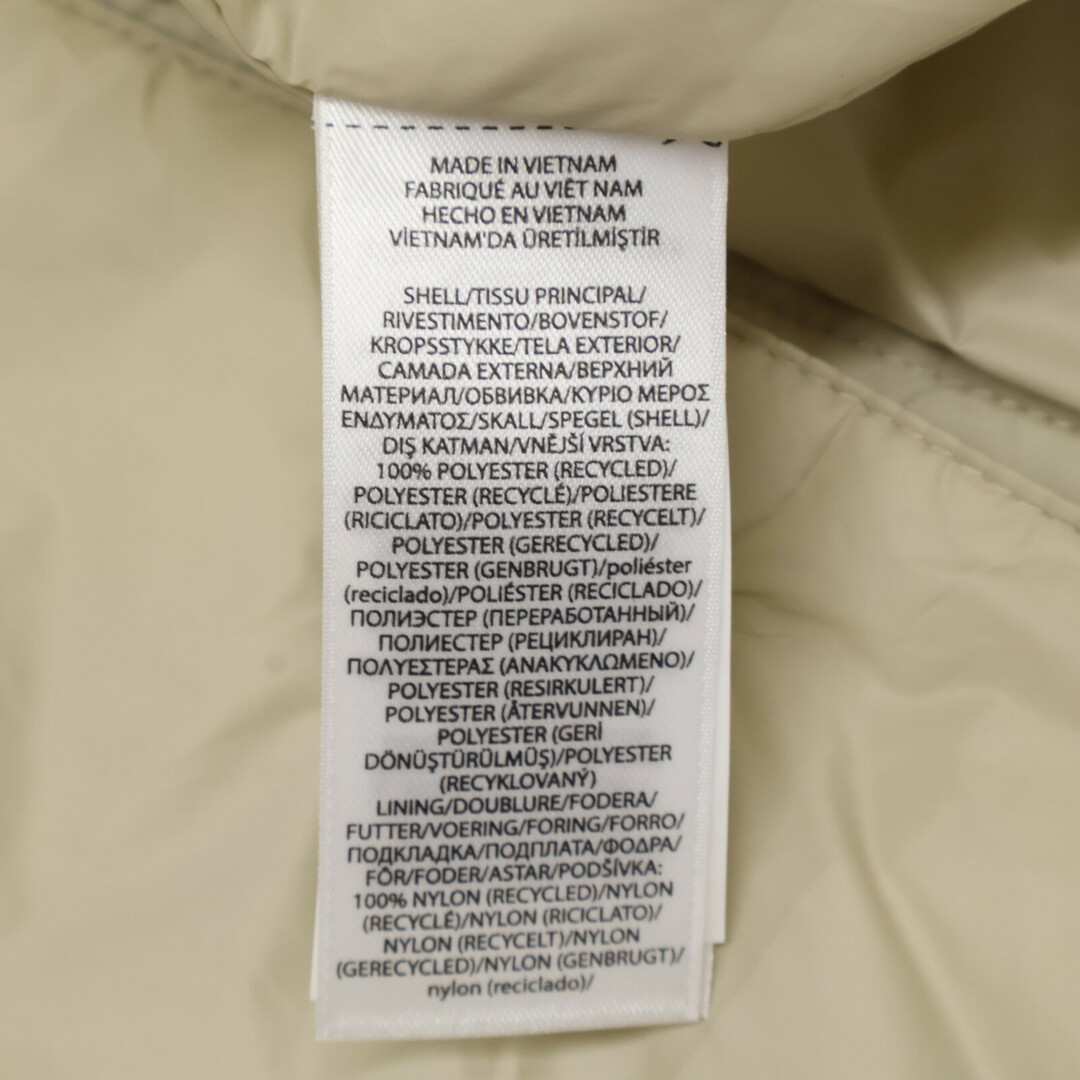 MADE IN VIETNAM
FABRIQUÉ AU VIÊT NAM
HECHO EN VIETNAM
VİETNAM'DA ÜRETİLMİŞTİR
SHELL/TISSU PRINCIPAL/
RIVESTIMENTO/BOVENSTOF/
KROPSSTYKKE/TELA EXTERIOR/
CAMADA EXTERNA/ВЕРХНИЙ
МАТЕРИАЛ/ОБВИВКА/ΚΥΡΙΟ ΜΕΡΟΣ
ΕΝΔΥΜΑΤΟΣ/SKALL/SPEGEL (SHELL)/
DIŞ KATMAN/VNĚJŠÍ VRSTVA:
100% POLYESTER (RECYCLED)/
POLYESTER (RECYCLÉ)/POLIESTERE
(RICICLATO)/POLYESTER (RECYCELT)/
POLYESTER (GERECYCLED)/
POLYESTER (GENBRUGT)/poliéster
(reciclado)/POLIÉSTER (RECICLADO)/
ПОЛИЭСТЕР (ПЕРЕРАБОТАННЫЙ)/
ПОЛИЕСТЕР (РЕЦИКЛИРАН)/
ΠΟΛΥΕΣΤΕΡΑΣ (ΑΝΑΚΥΚΛΩΜΕΝΟ)/
POLYESTER (RESIRKULERT)/
POLYESTER (ÅTERVUNNEN)/
POLYESTER (GERİ
DÖNÜŞTÜRÜLMÜŞ)/POLYESTER
(RECYKLOVANÝ)
LINING/DOUBLURE/FODERA/
FUTTER/VOERING/FORING/FORRO/
ПОДКЛАДКА/ПОДПЛАТА/ΦΟΔΡΑ/
FÔR/FODER/ASTAR/PODŠÍVKA:
100% NYLON (RECYCLED)/NYLON
(RECYCLÉ)/NYLON (RICICLATO)/
NYLON (RECYCELT)/NYLON
(GERECYCLED)/NYLON (GENBRUGT)/
nylon (reciclado)/